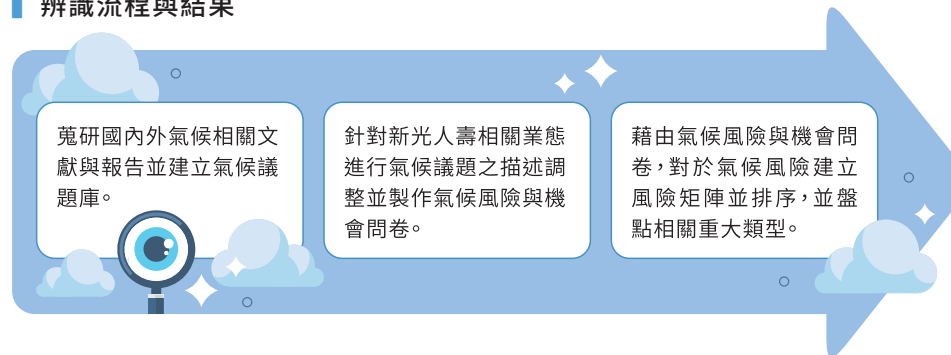 辨識流程與結果
蒐研國內外氣候相關文
獻與報告並建立氣候議
題庫。
針對新光人壽相關業態
進行氣候議題之描述調
整並製作氣候風險與機
會問卷。
藉由氣候風險與機會問
卷，對於氣候風險建立
風險矩陣並排序，並盤
點相關重大類型。